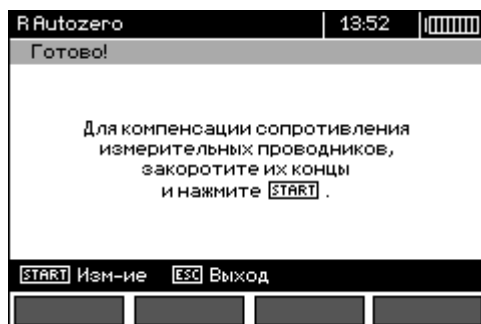 R Autozero 13:52
Готово!
Для компенсации сопротивления
измерительных проводников,
закоротите их концы
и нажмите START .
START Изм-ие ESC Выход